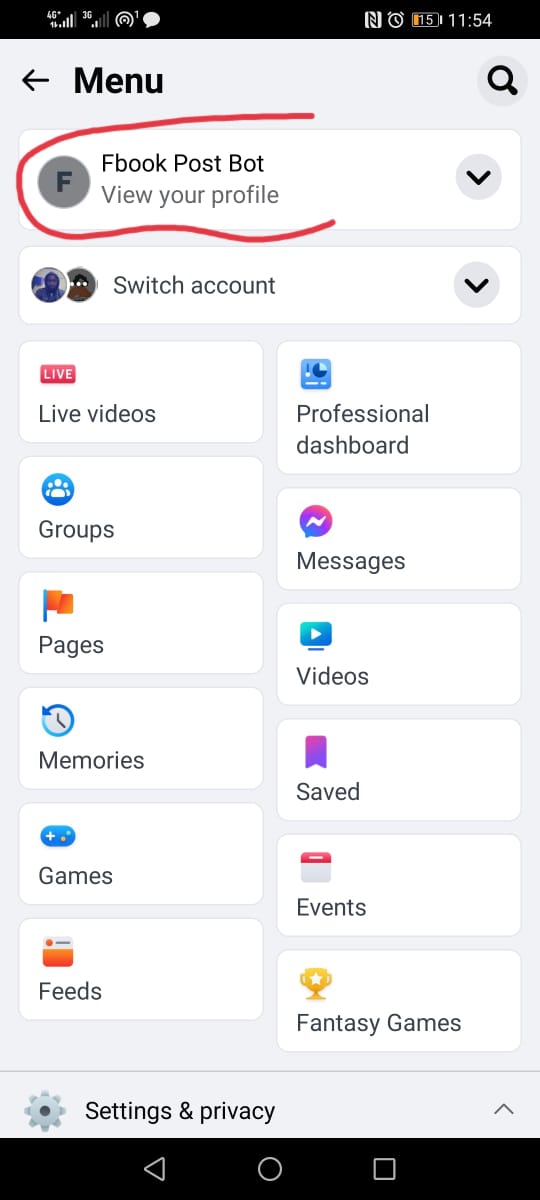 4G+ 3G 1 15 11:54
Menu
F
Fbook Post Bot
View your profile
Switch account
LIVE
Live videos
Professional
dashboard
Groups
Messages
Pages
Videos
Memories
Saved
Games
Events
Feeds
Fantasy Games
Settings & privacy